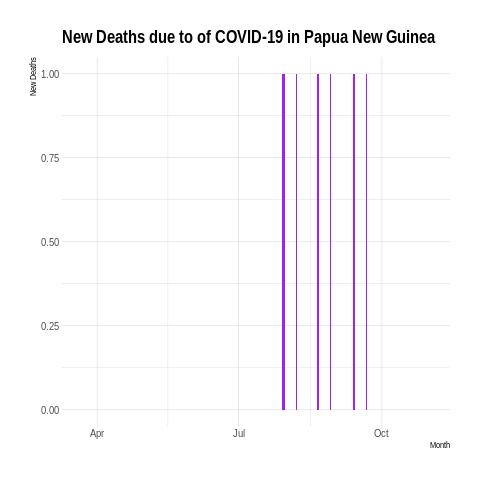 New Deaths due to of COVID-19 in Papua New Guinea
New Deaths
1.00
0.75
0.50
0.25
0.00
Apr
Jul
Oct
Month